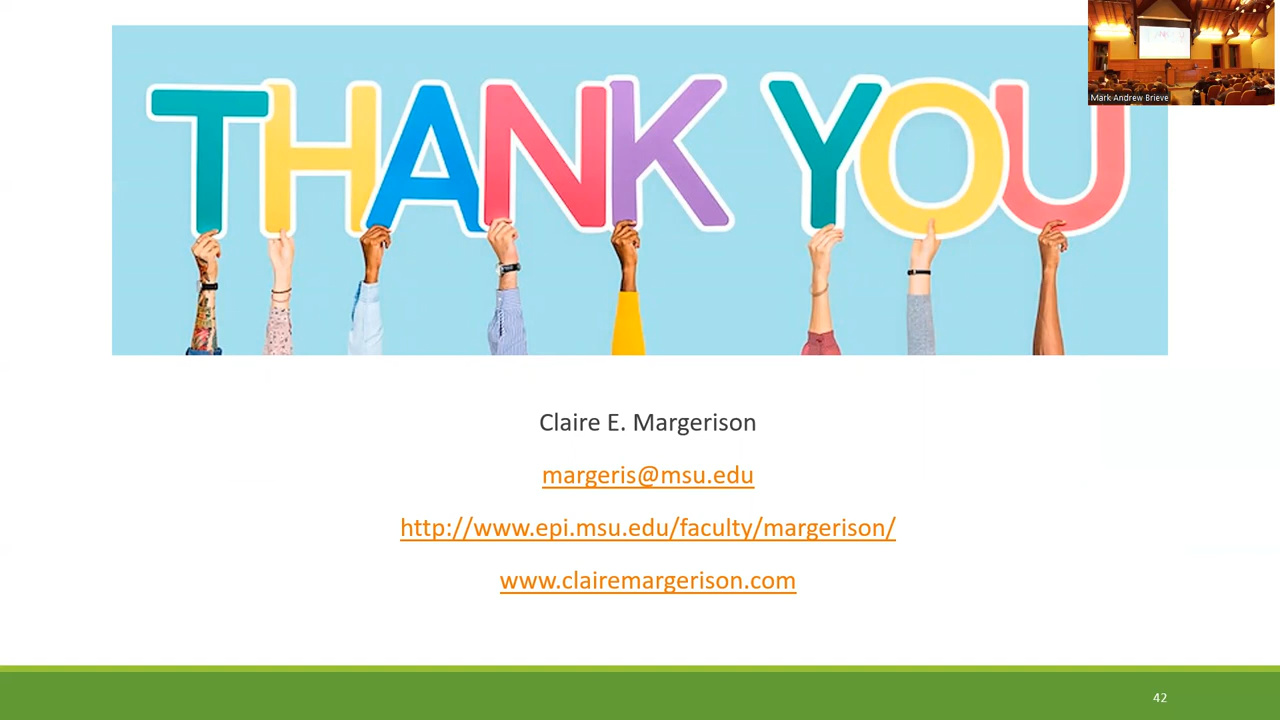 THANK YOU
Mark Andrew Brieve
Claire E. Margerison
margeris@msu.edu
http://www.epi.msu.edu/faculty/margerison/
www.clairemargerison.com
42